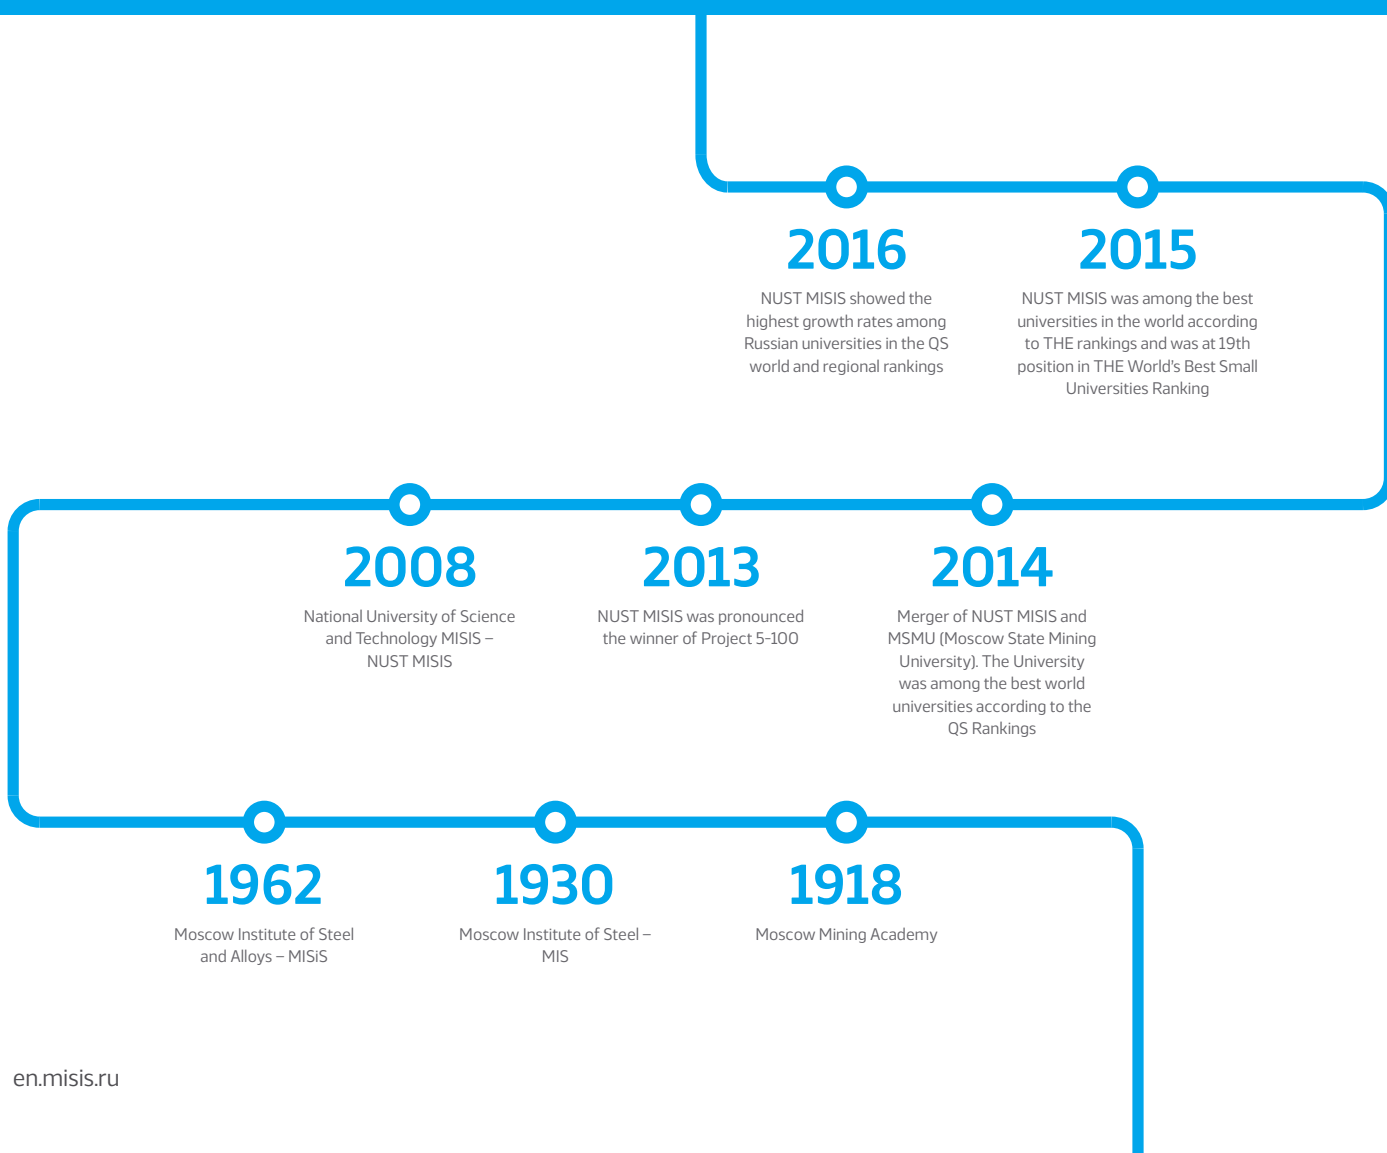 2016
NUST MISIS showed the
highest growth rates among
Russian universities in the QS
world and regional rankings
2015
NUST MISIS was among the best
universities in the world according
to THE rankings and was at 19th
position in THE World's Best Small
Universities Ranking
2008
National University of Science
and Technology MISIS –
NUST MISIS
2013
NUST MISIS was pronounced
the winner of Project 5-100
2014
Merger of NUST MISIS and
MSMU (Moscow State Mining
University). The University
was among the best world
universities according to the
QS Rankings
1962
Moscow Institute of Steel
and Alloys – MISiS
1930
Moscow Institute of Steel –
MIS
1918
Moscow Mining Academy
en.misis.ru